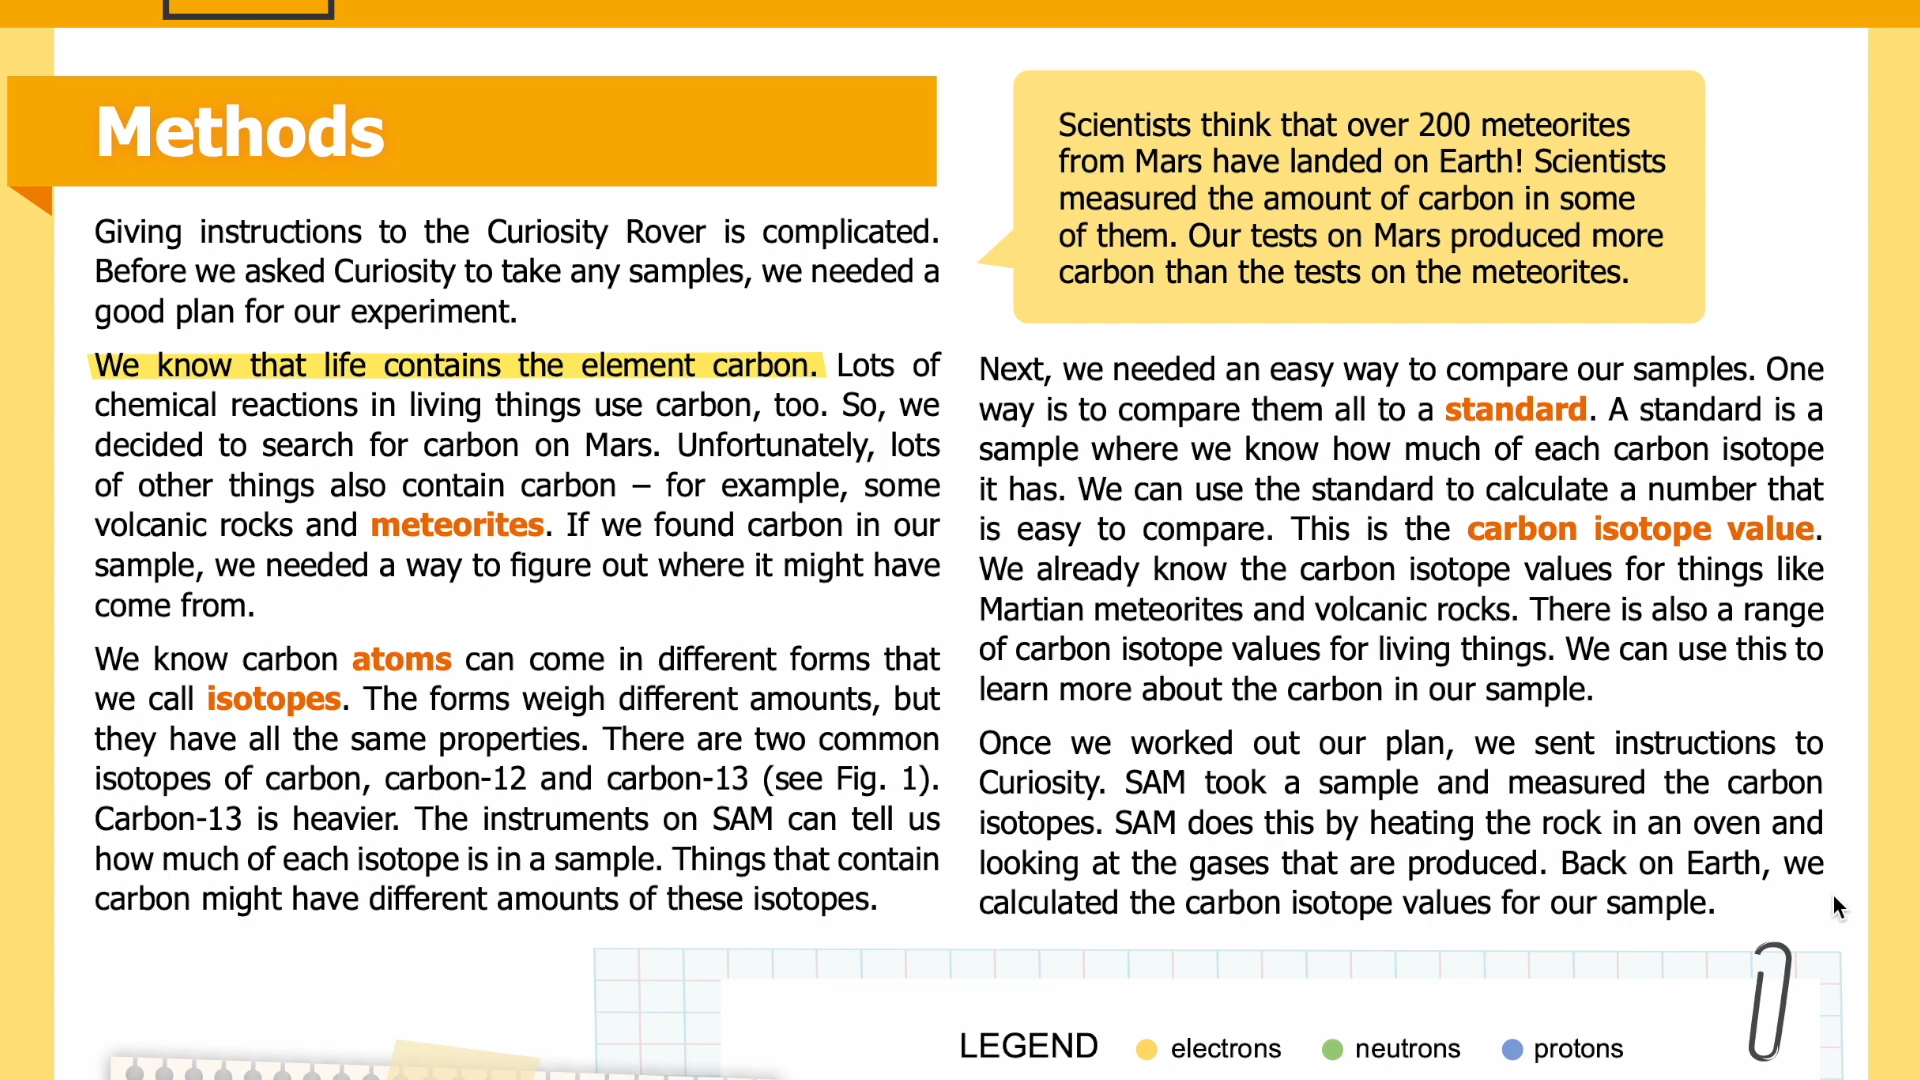 Methods
Giving instructions to the Curiosity Rover is complicated.
Before we asked Curiosity to take any samples, we needed a
good plan for our experiment.
We know that life contains the element carbon. Lots of
chemical reactions in living things use carbon, too. So, we
decided to search for carbon on Mars. Unfortunately, lots
of other things also contain carbon – for example, some
volcanic rocks and meteorites. If we found carbon in our
sample, we needed a way to figure out where it might have
come from.
We know carbon atoms can come in different forms that
we call isotopes. The forms weigh different amounts, but
they have all the same properties. There are two common
isotopes of carbon, carbon-12 and carbon-13 (see Fig. 1).
Carbon-13 is heavier. The instruments on SAM can tell us
how much of each isotope is in a sample. Things that contain
carbon might have different amounts of these isotopes.
Scientists think that over 200 meteorites
from Mars have landed on Earth! Scientists
measured the amount of carbon in some
of them. Our tests on Mars produced more
carbon than the tests on the meteorites.
Next, we needed an easy way to compare our samples. One
way is to compare them all to a standard. A standard is a
sample where we know how much of each carbon isotope
it has. We can use the standard to calculate a number that
is easy to compare. This is the carbon isotope value.
We already know the carbon isotope values for things like
Martian meteorites and volcanic rocks. There is also a range
of carbon isotope values for living things. We can use this to
learn more about the carbon in our sample.
Once we worked out our plan, we sent instructions to
Curiosity. SAM took a sample and measured the carbon
isotopes. SAM does this by heating the rock in an oven and
looking at the gases that are produced. Back on Earth, we
calculated the carbon isotope values for our sample.
LEGEND electrons neutrons protons